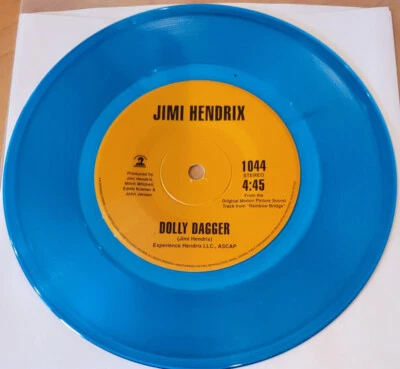 JIMI HENDRIX
Produced by
Jimi Hendrix,
Mitch Mitchell,
Eddie Kramer &
John Jansen
1044
STEREO
4:45
From the
Original Motion Picture Sound
Track from "Rainbow Bridge"
DOLLY DAGGER
(Jimi Hendrix)
Experience Hendrix LLC., ASCAP